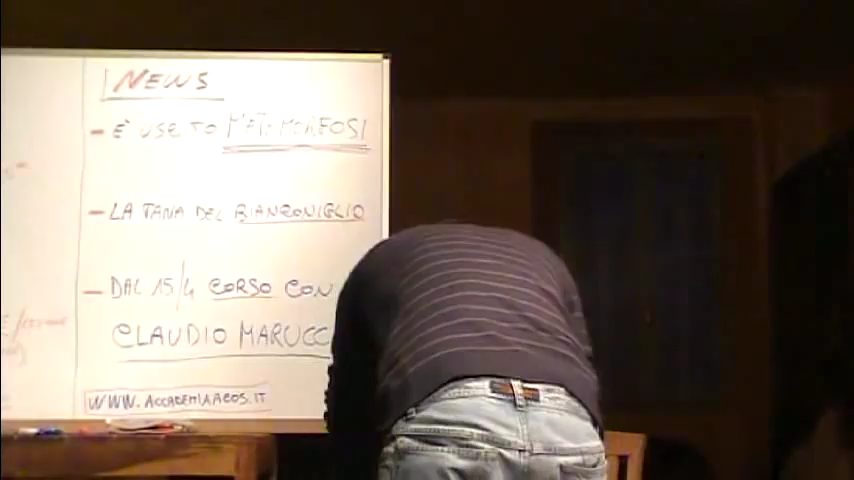 NEWS
- È USCITO METAMORFOSI
- LA TANA DEL BIANCONIGLIO
- DAL 15/4 CORSO CON
CLAUDIO MARUCC
WWW.ACCADEMIAAEOS.IT